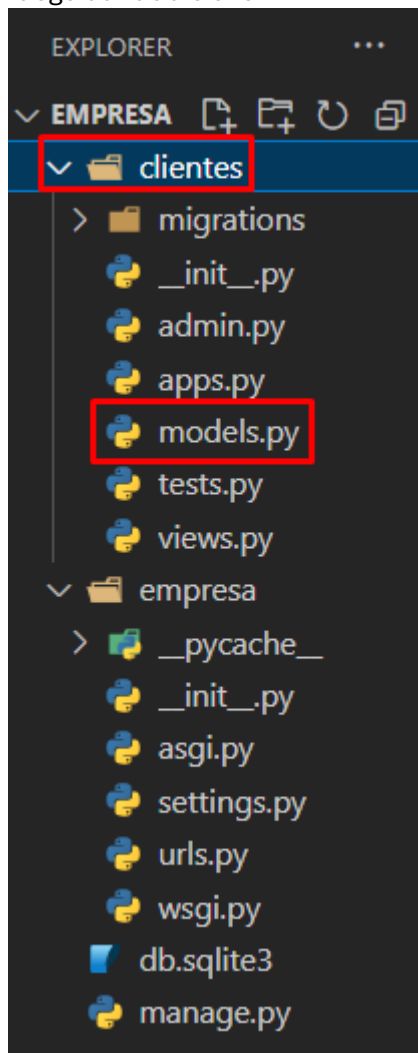 EXPLORER ...
EMPRESA
clientes
migrations
__init__.py
admin.py
apps.py
models.py
tests.py
views.py
empresa
__pycache__
__init__.py
asgi.py
settings.py
urls.py
wsgi.py
db.sqlite3
manage.py